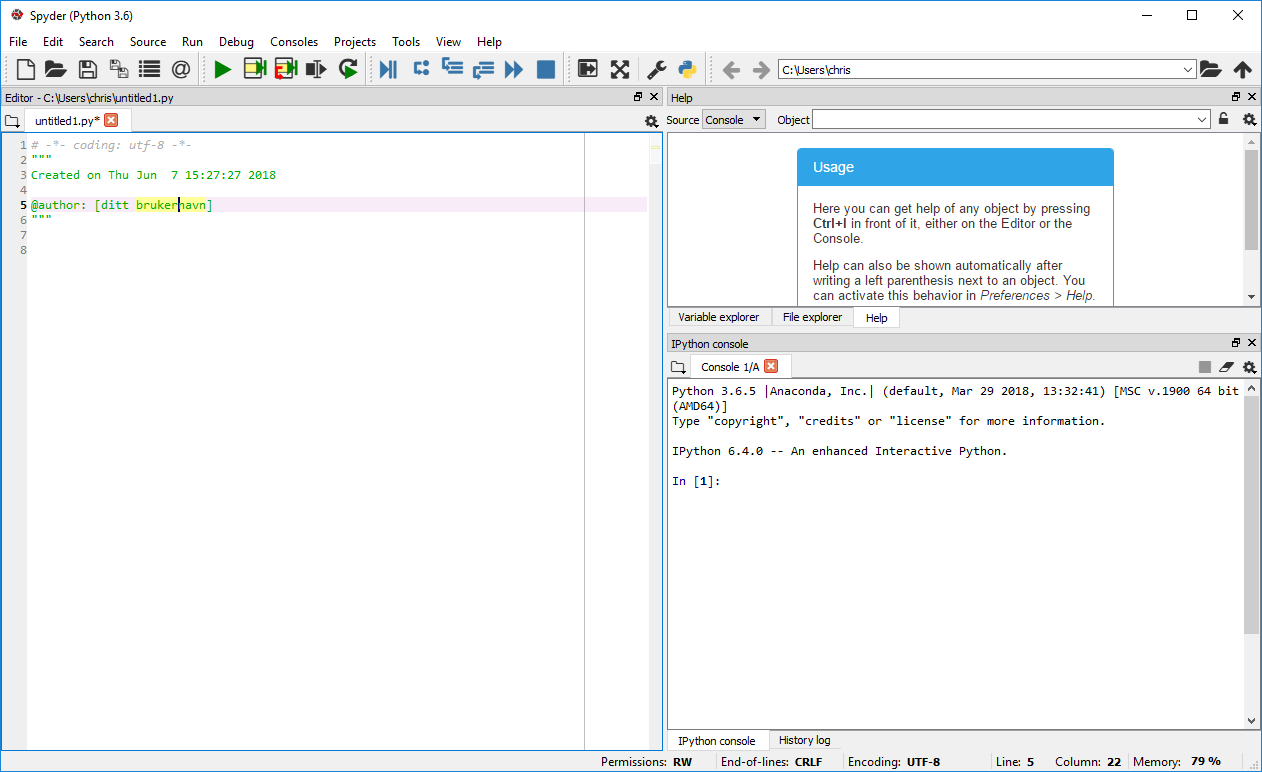 Spyder (Python 3.6)
File Edit Search Source Run Debug Consoles Projects Tools View Help
C:\Users\chris
Editor - C:\Users\chris\untitled1.py
untitled1.py*
1 # -*- coding: utf-8 -*-
2 """
3 Created on Thu Jun  7 15:27:27 2018
4
5 @author: [ditt brukernavn]
6 """
7
8
Help
Source Console Object
Usage
Here you can get help of any object by pressing
Ctrl+I in front of it, either on the Editor or the
Console.
Help can also be shown automatically after
writing a left parenthesis next to an object. You
can activate this behavior in Preferences > Help.
Variable explorer File explorer Help
IPython console
Console 1/A
Python 3.6.5 |Anaconda, Inc.| (default, Mar 29 2018, 13:32:41) [MSC v.1900 64 bit
(AMD64)]
Type "copyright", "credits" or "license" for more information.
IPython 6.4.0 -- An enhanced Interactive Python.
In [1]:
IPython console History log
Permissions: RW End-of-lines: CRLF Encoding: UTF-8 Line: 5 Column: 22 Memory: 79 %